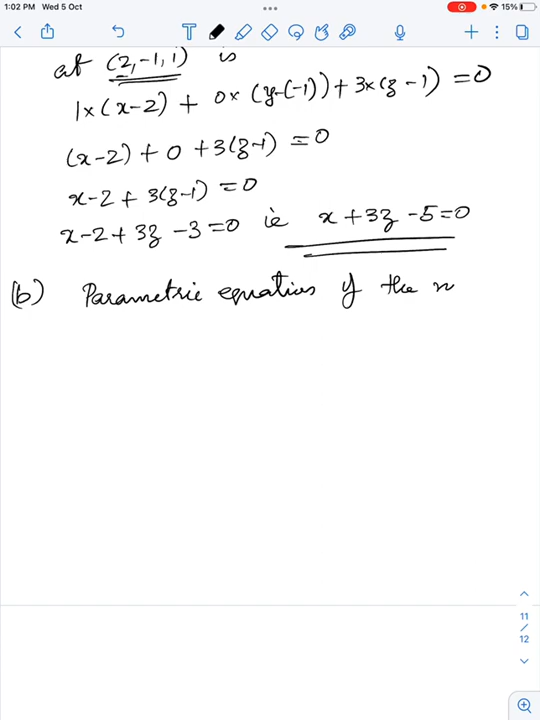 1:02 PM Wed 5 Oct 15%
at (2, -1, 1) is
1×(x-2) + 0×(y-(-1)) + 3×(z-1) = 0
(x-2) + 0 + 3(z-1) = 0
x-2 + 3(z-1) = 0
x-2 + 3z - 3 = 0 ie x + 3z - 5 = 0
(b) Parametric equations of the n
11
/
12